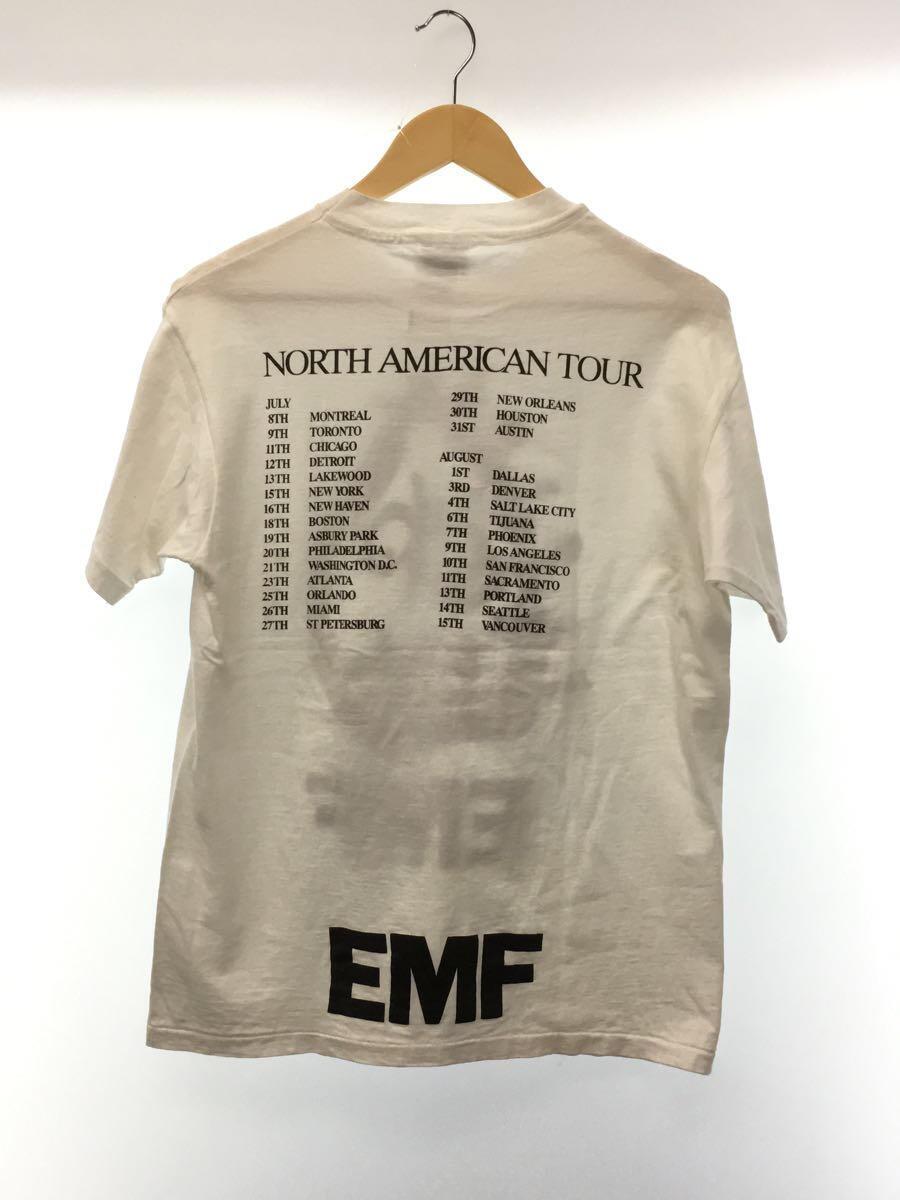 NORTH AMERICAN TOUR
JULY
8TH MONTREAL
9TH TORONTO
11TH CHICAGO
12TH DETROIT
13TH LAKEWOOD
15TH NEW YORK
16TH NEW HAVEN
18TH BOSTON
19TH ASBURY PARK
20TH PHILADELPHIA
21TH WASHINGTON D.C.
23TH ATLANTA
25TH ORLANDO
26TH MIAMI
27TH ST PETERSBURG
29TH NEW ORLEANS
30TH HOUSTON
31ST AUSTIN
AUGUST
1ST DALLAS
3RD DENVER
4TH SALT LAKE CITY
6TH TIJUANA
7TH PHOENIX
9TH LOS ANGELES
10TH SAN FRANCISCO
11TH SACRAMENTO
13TH PORTLAND
14TH SEATTLE
15TH VANCOUVER
EMF